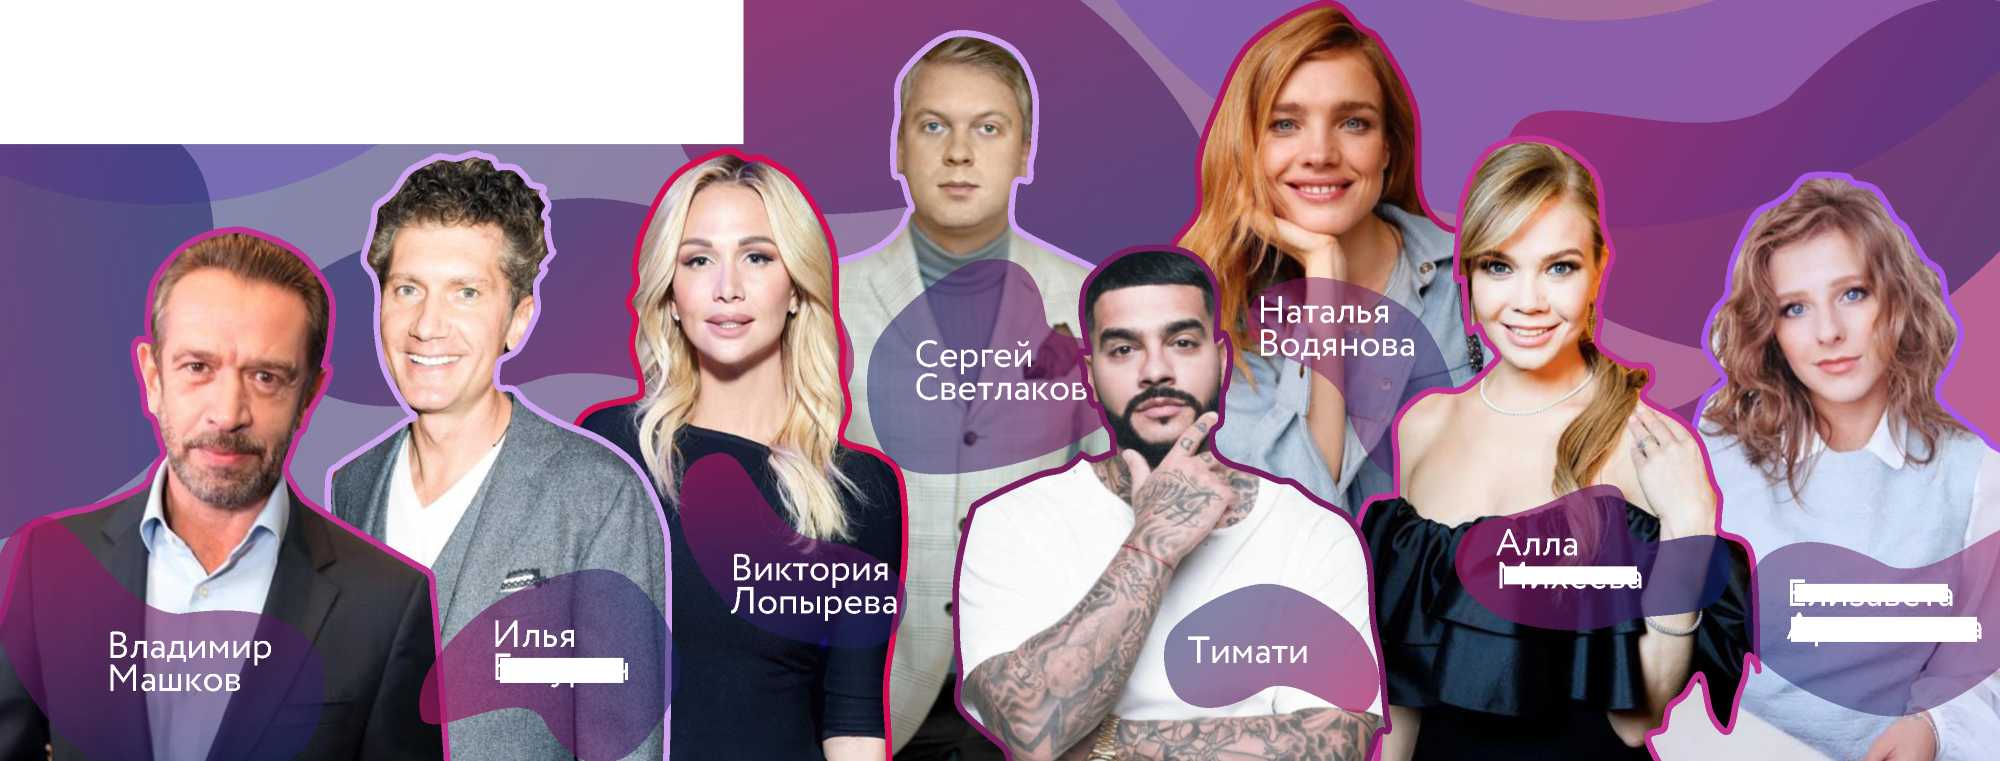 Владимир
Машков
Илья
Виктория
Лопырева
Сергей
Светлаков
Тимати
Наталья
Водянова
Алла